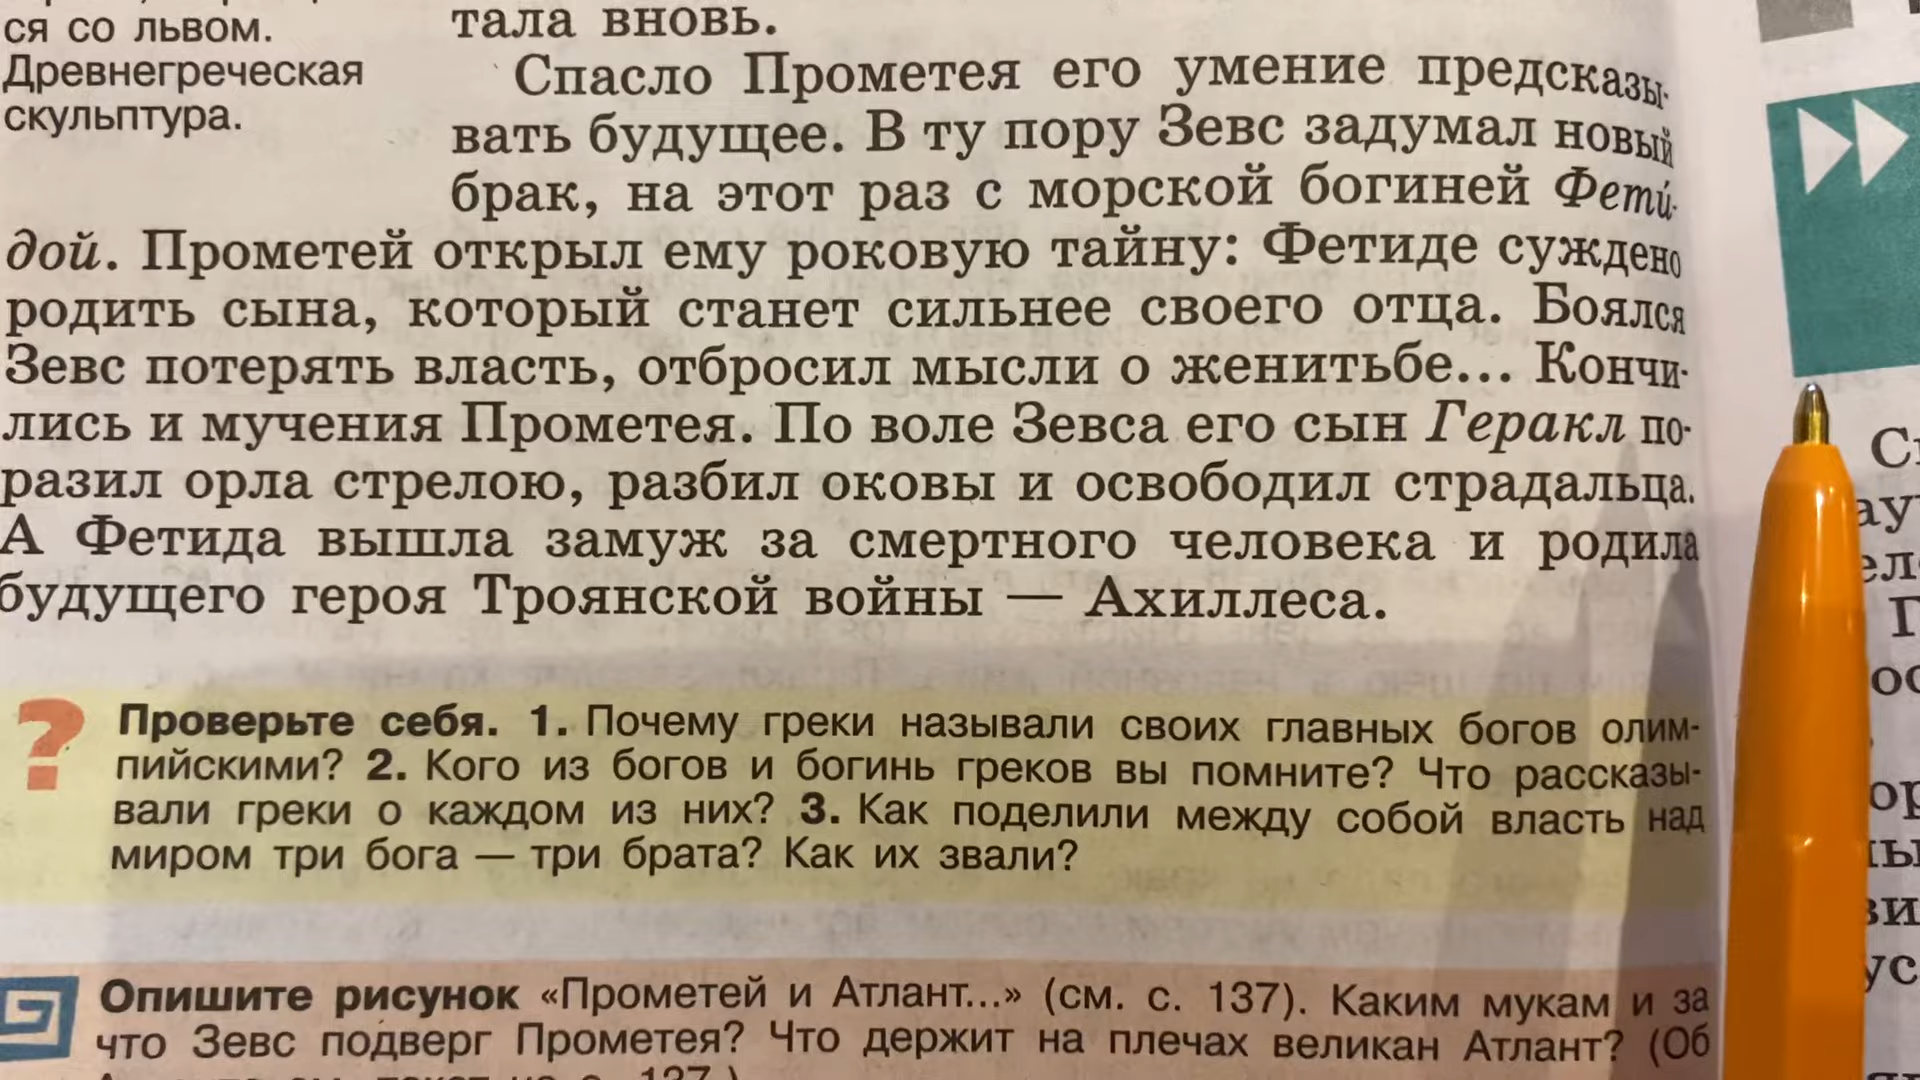 ся со львом.
Древнегреческая
скульптура.
тала вновь.
Спасло Прометея его умение предсказы-
вать будущее. В ту пору Зевс задумал новый
брак, на этот раз с морской богиней Фети́-
дой. Прометей открыл ему роковую тайну: Фетиде суждено
родить сына, который станет сильнее своего отца. Боялся
Зевс потерять власть, отбросил мысли о женитьбе... Кончи-
лись и мучения Прометея. По воле Зевса его сын Геракл по-
разил орла стрелою, разбил оковы и освободил страдальца.
А Фетида вышла замуж за смертного человека и родила
будущего героя Троянской войны — Ахиллеса.
? Проверьте себя. 1. Почему греки называли своих главных богов олим-
пийскими? 2. Кого из богов и богинь греков вы помните? Что рассказы-
вали греки о каждом из них? 3. Как поделили между собой власть над
миром три бога — три брата? Как их звали?
Опишите рисунок «Прометей и Атлант...» (см. с. 137). Каким мукам и за
что Зевс подверг Прометея? Что держит на плечах великан Атлант? (Об